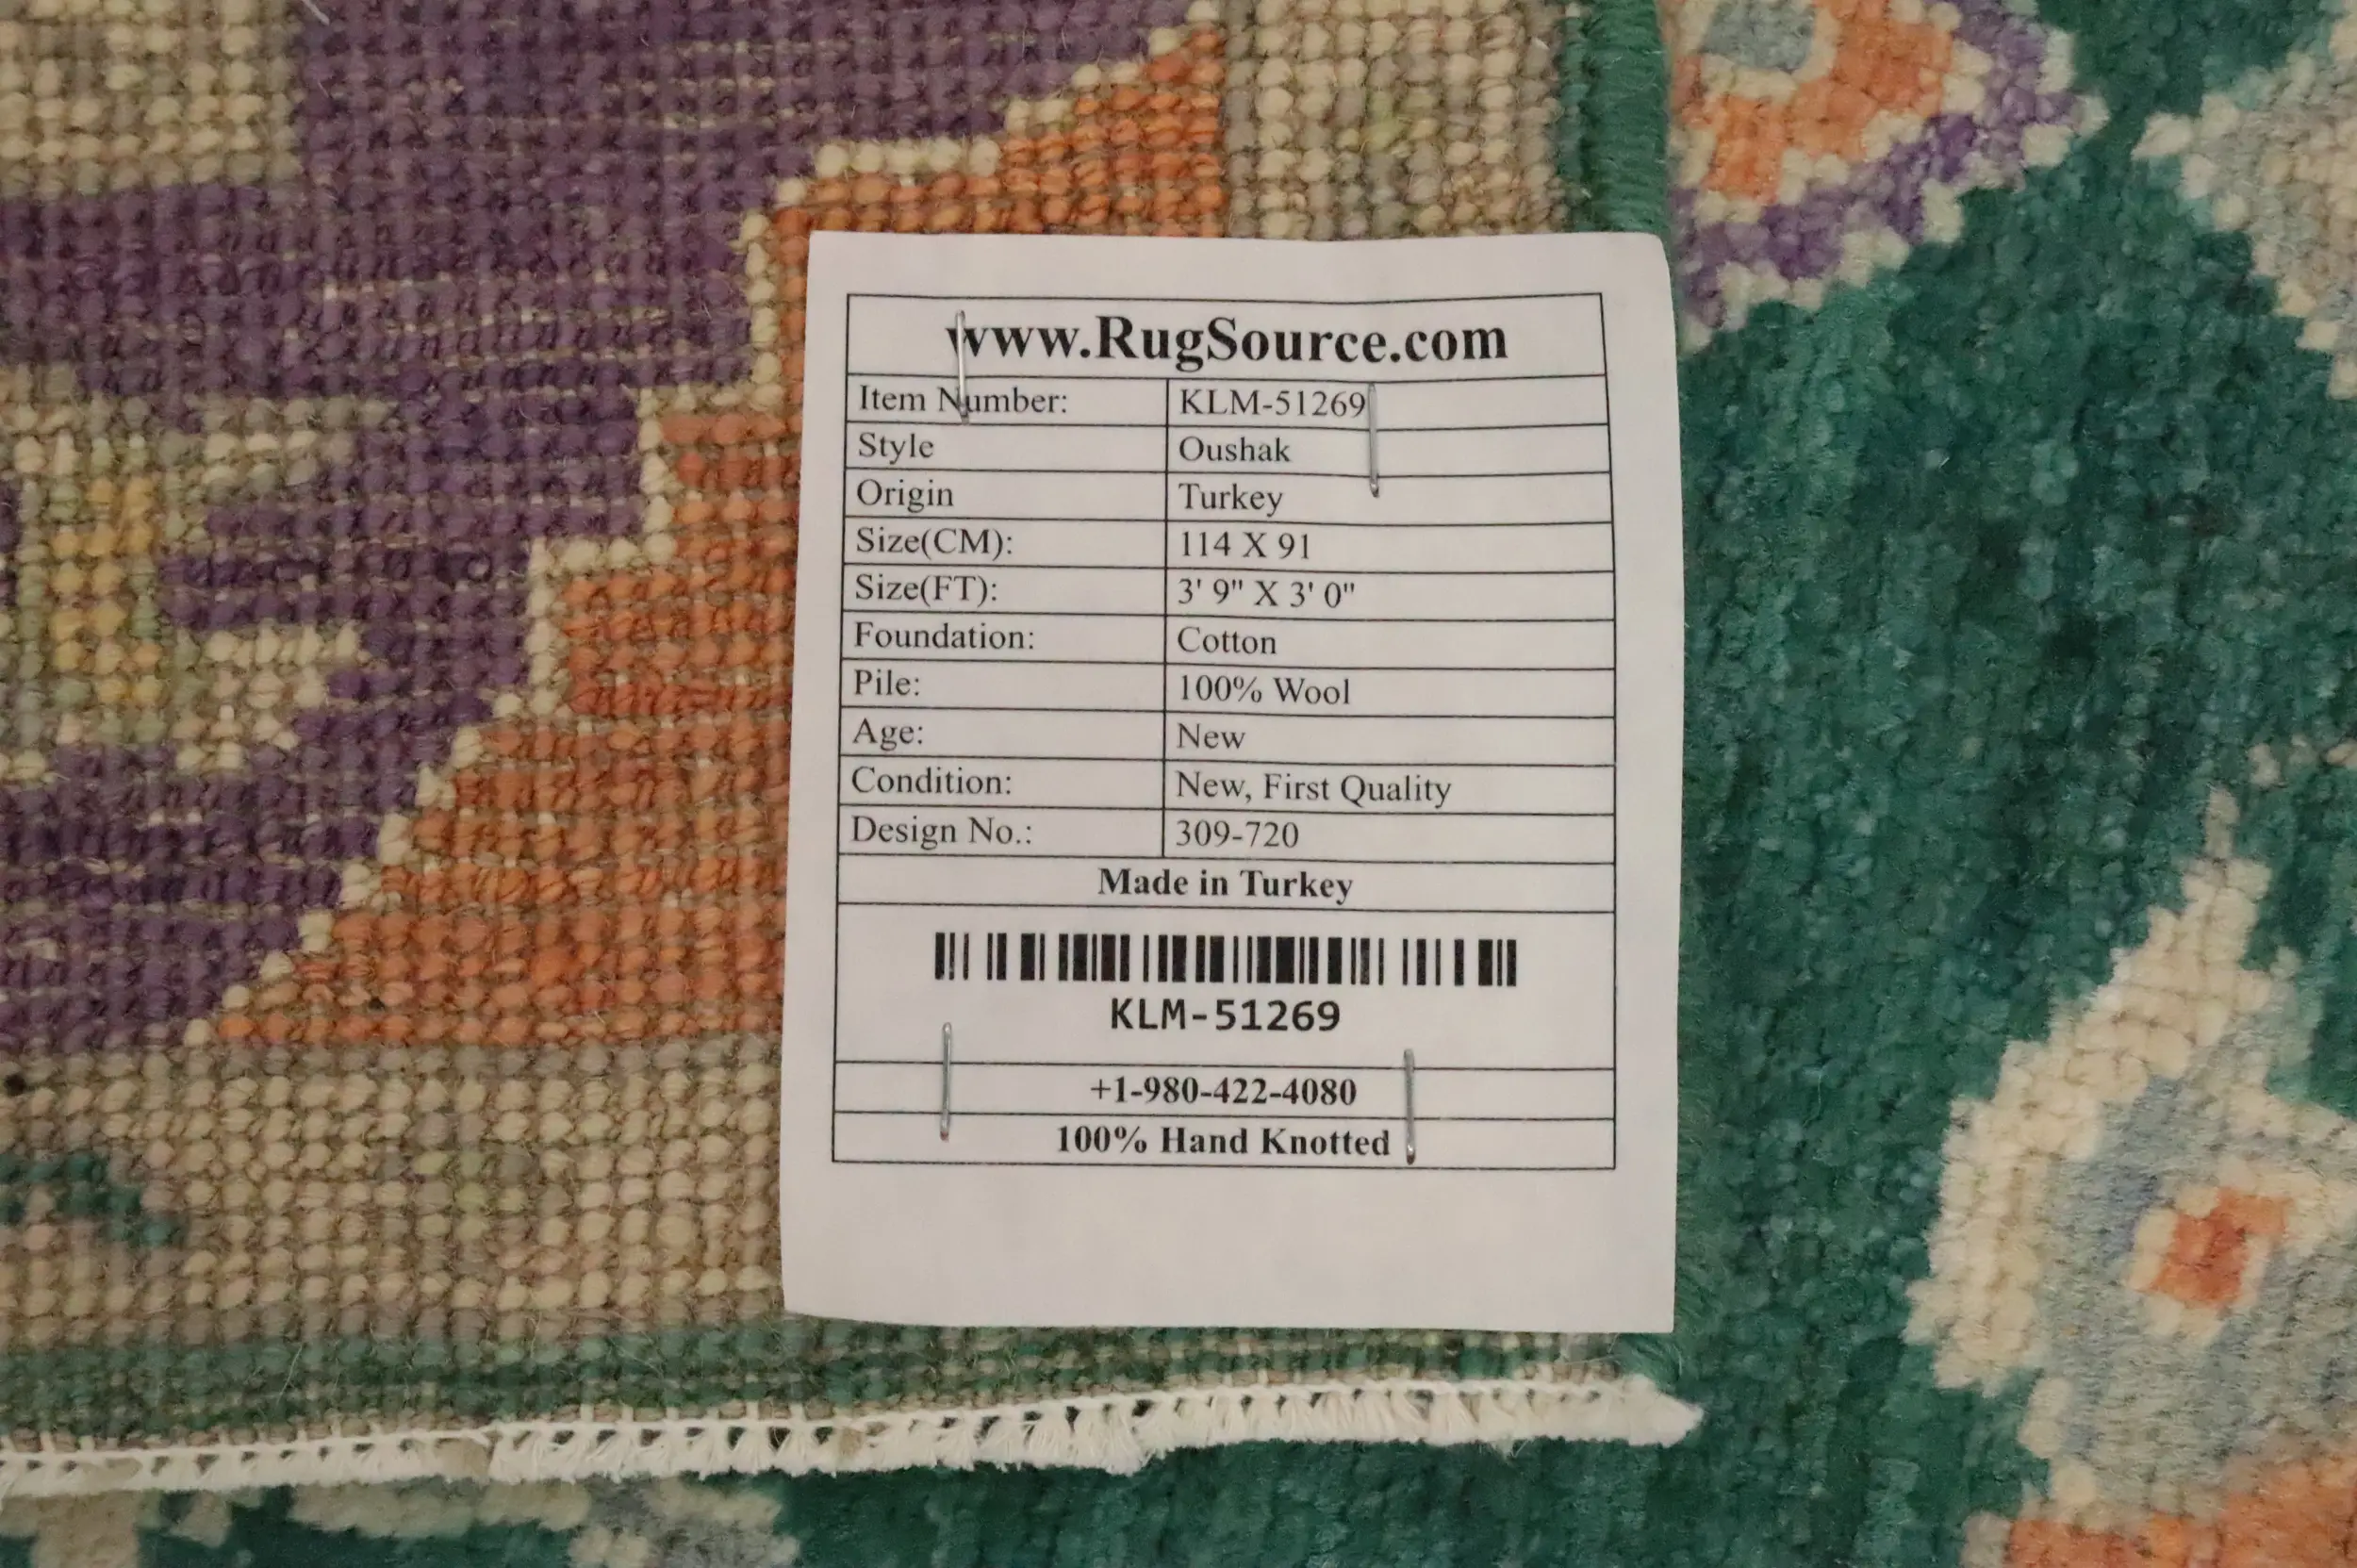 www.RugSource.com
Item Number: KLM-51269
Style Oushak
Origin Turkey
Size(CM): 114 X 91
Size(FT): 3' 9" X 3' 0"
Foundation: Cotton
Pile: 100% Wool
Age: New
Condition: New, First Quality
Design No.: 309-720
Made in Turkey
KLM-51269
+1-980-422-4080
100% Hand Knotted